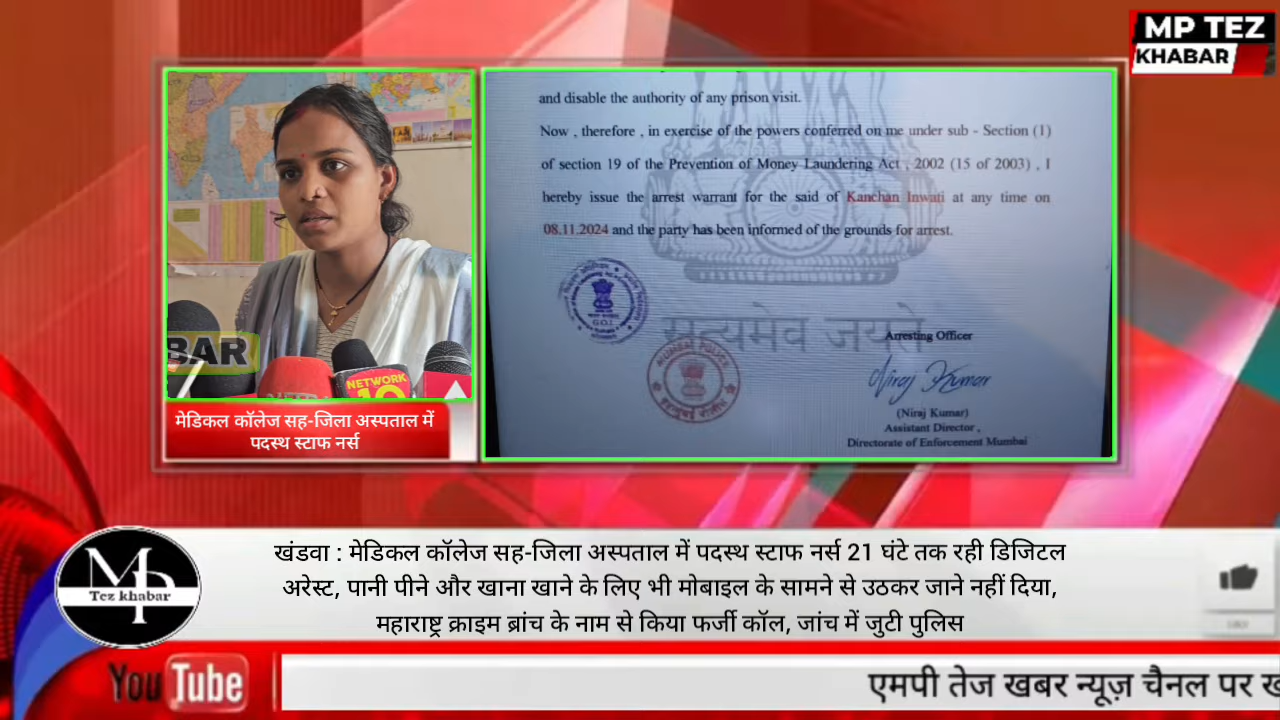 MP TEZ
KHABAR
and disable the authority of any prison visit.
Now , therefore , in exercise of the powers conferred on me under sub - Section (1)
of section 19 of the Prevention of Money Laundering Act , 2002 (15 of 2003) , I
hereby issue the arrest warrant for the said of Kanchan Inwati at any time on
08.11.2024 and the party has been informed of the grounds for arrest.
सत्यमेव जयते
G.O.I
MUMBAI POLICE
Arresting Officer
Niraj Kumar
(Niraj Kumar)
Assistant Director ,
Directorate of Enforcement Mumbai
BAR
NETWORK
10
मेडिकल कॉलेज सह-जिला अस्पताल में
पदस्थ स्टाफ नर्स
खंडवा : मेडिकल कॉलेज सह-जिला अस्पताल में पदस्थ स्टाफ नर्स 21 घंटे तक रही डिजिटल
अरेस्ट, पानी पीने और खाना खाने के लिए भी मोबाइल के सामने से उठकर जाने नहीं दिया,
महाराष्ट्र क्राइम ब्रांच के नाम से किया फर्जी कॉल, जांच में जुटी पुलिस
MP
Tez khabar
YouTube
एमपी तेज खबर न्यूज़ चैनल पर